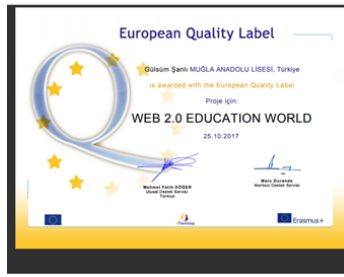 European Quality Label
Gülsüm Şanlı MUĞLA ANADOLU LİSESİ, Türkiye
is awarded with the European Quality Label
Proje için:
WEB 2.0 EDUCATION WORLD
25.10.2017
Mehmet Fatih DÖĞER
Ulusal Destek Servisi
Türkiye
Marc Durando
Merkezi Destek Servisi
Erasmus+